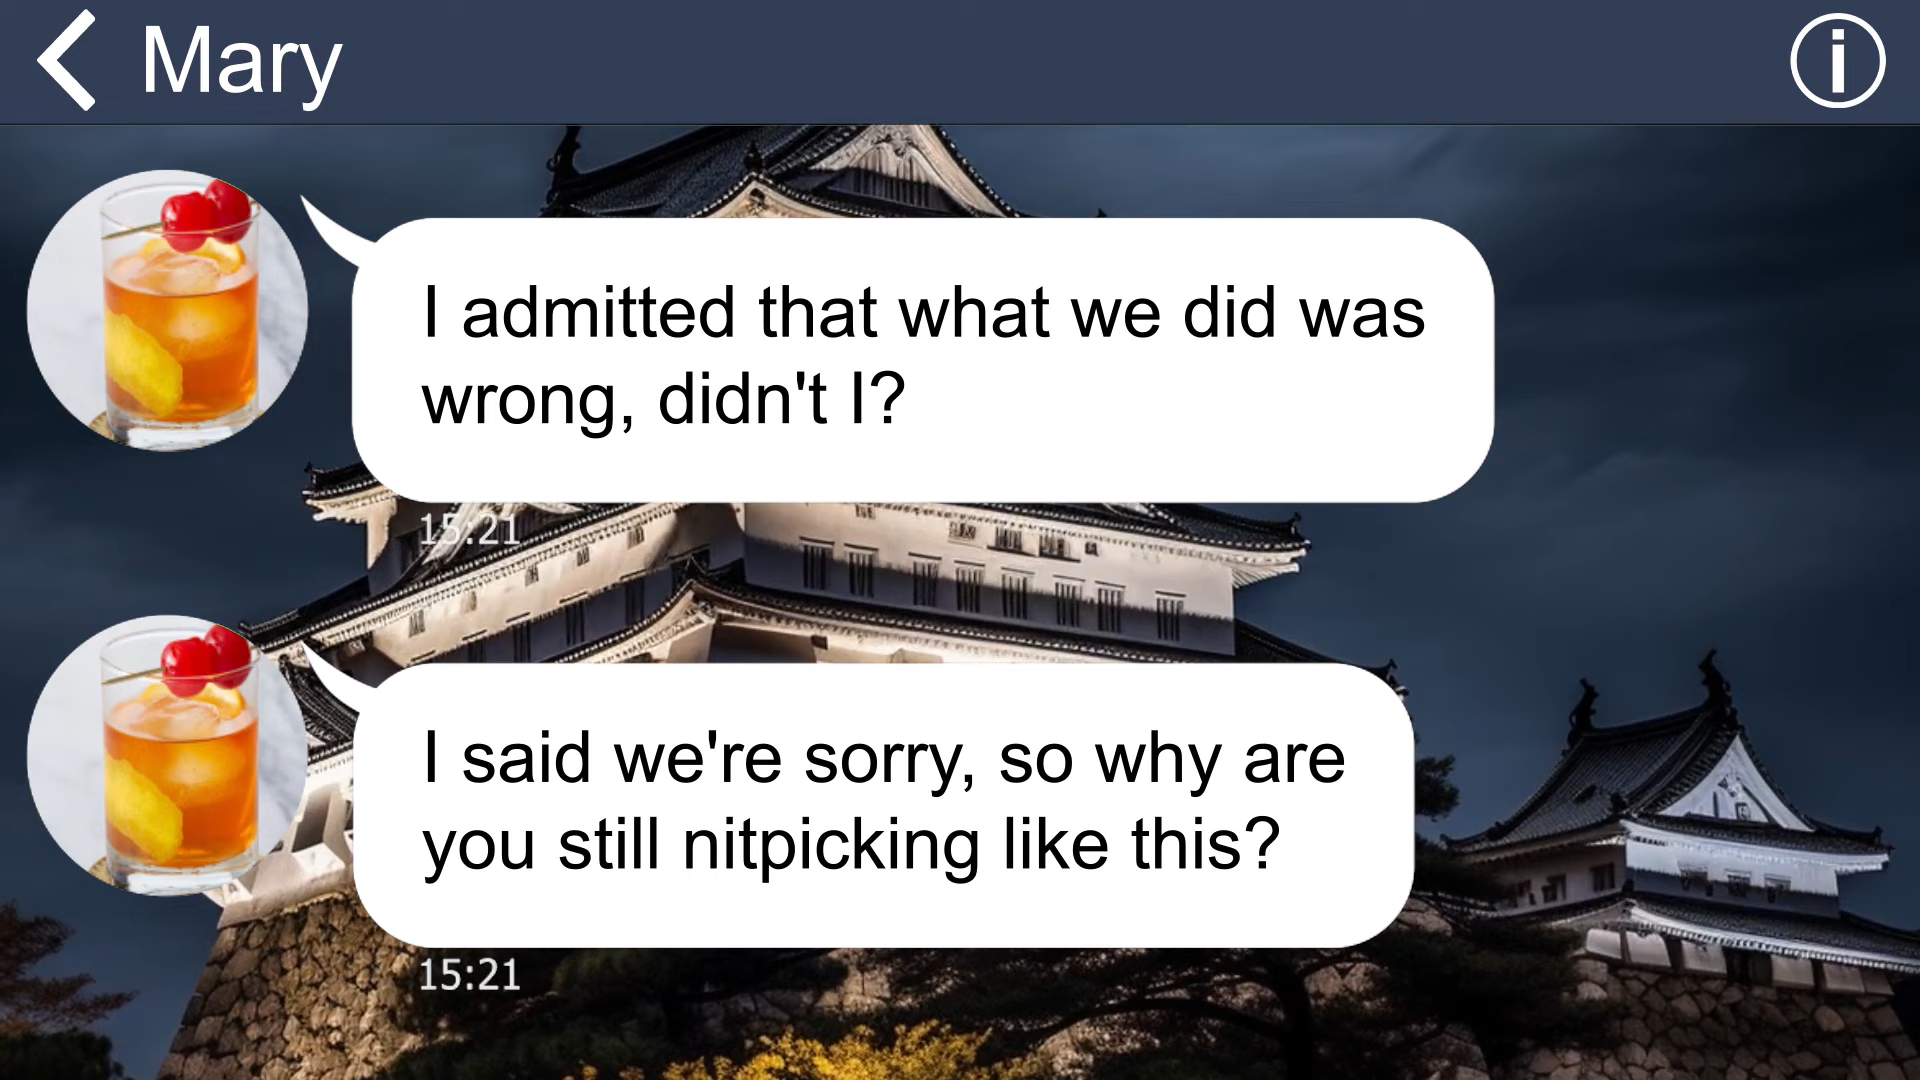 Mary
I admitted that what we did was
wrong, didn't I?
15:21
I said we're sorry, so why are
you still nitpicking like this?
15:21